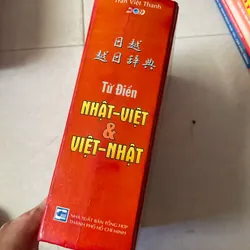 Trần Việt Thanh
日越
越日辞典
Từ Điển
NHẬT-VIỆT
&
VIỆT-NHẬT
NHÀ XUẤT BẢN TỔNG HỢP
THÀNH PHỐ HỒ CHÍ MINH